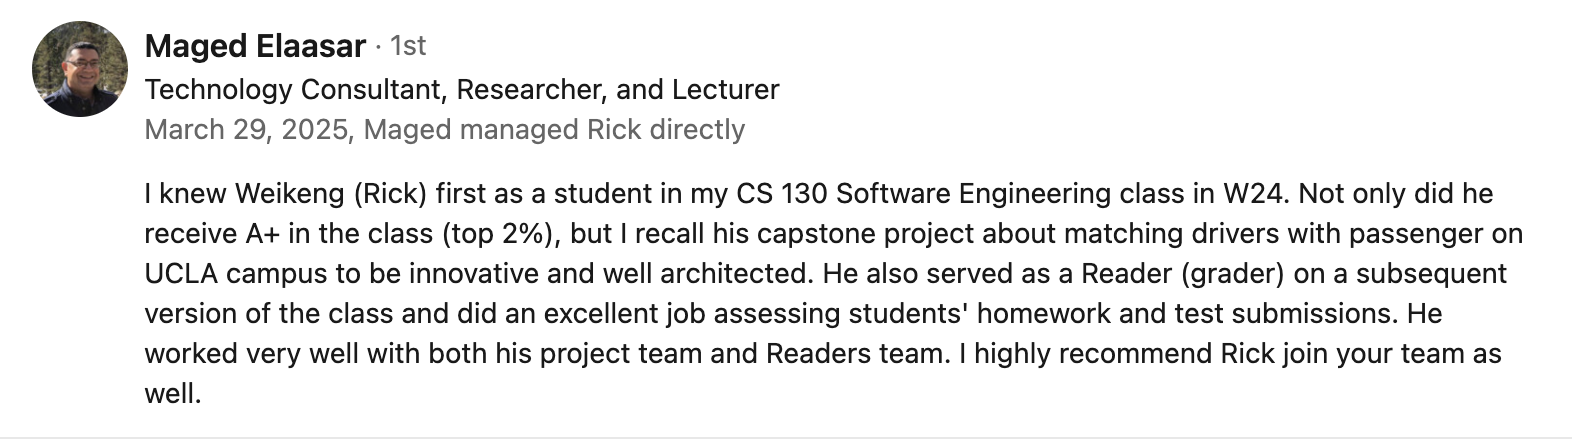 Maged Elaasar · 1st
Technology Consultant, Researcher, and Lecturer
March 29, 2025, Maged managed Rick directly
I knew Weikeng (Rick) first as a student in my CS 130 Software Engineering class in W24. Not only did he
receive A+ in the class (top 2%), but I recall his capstone project about matching drivers with passenger on
UCLA campus to be innovative and well architected. He also served as a Reader (grader) on a subsequent
version of the class and did an excellent job assessing students' homework and test submissions. He
worked very well with both his project team and Readers team. I highly recommend Rick join your team as
well.